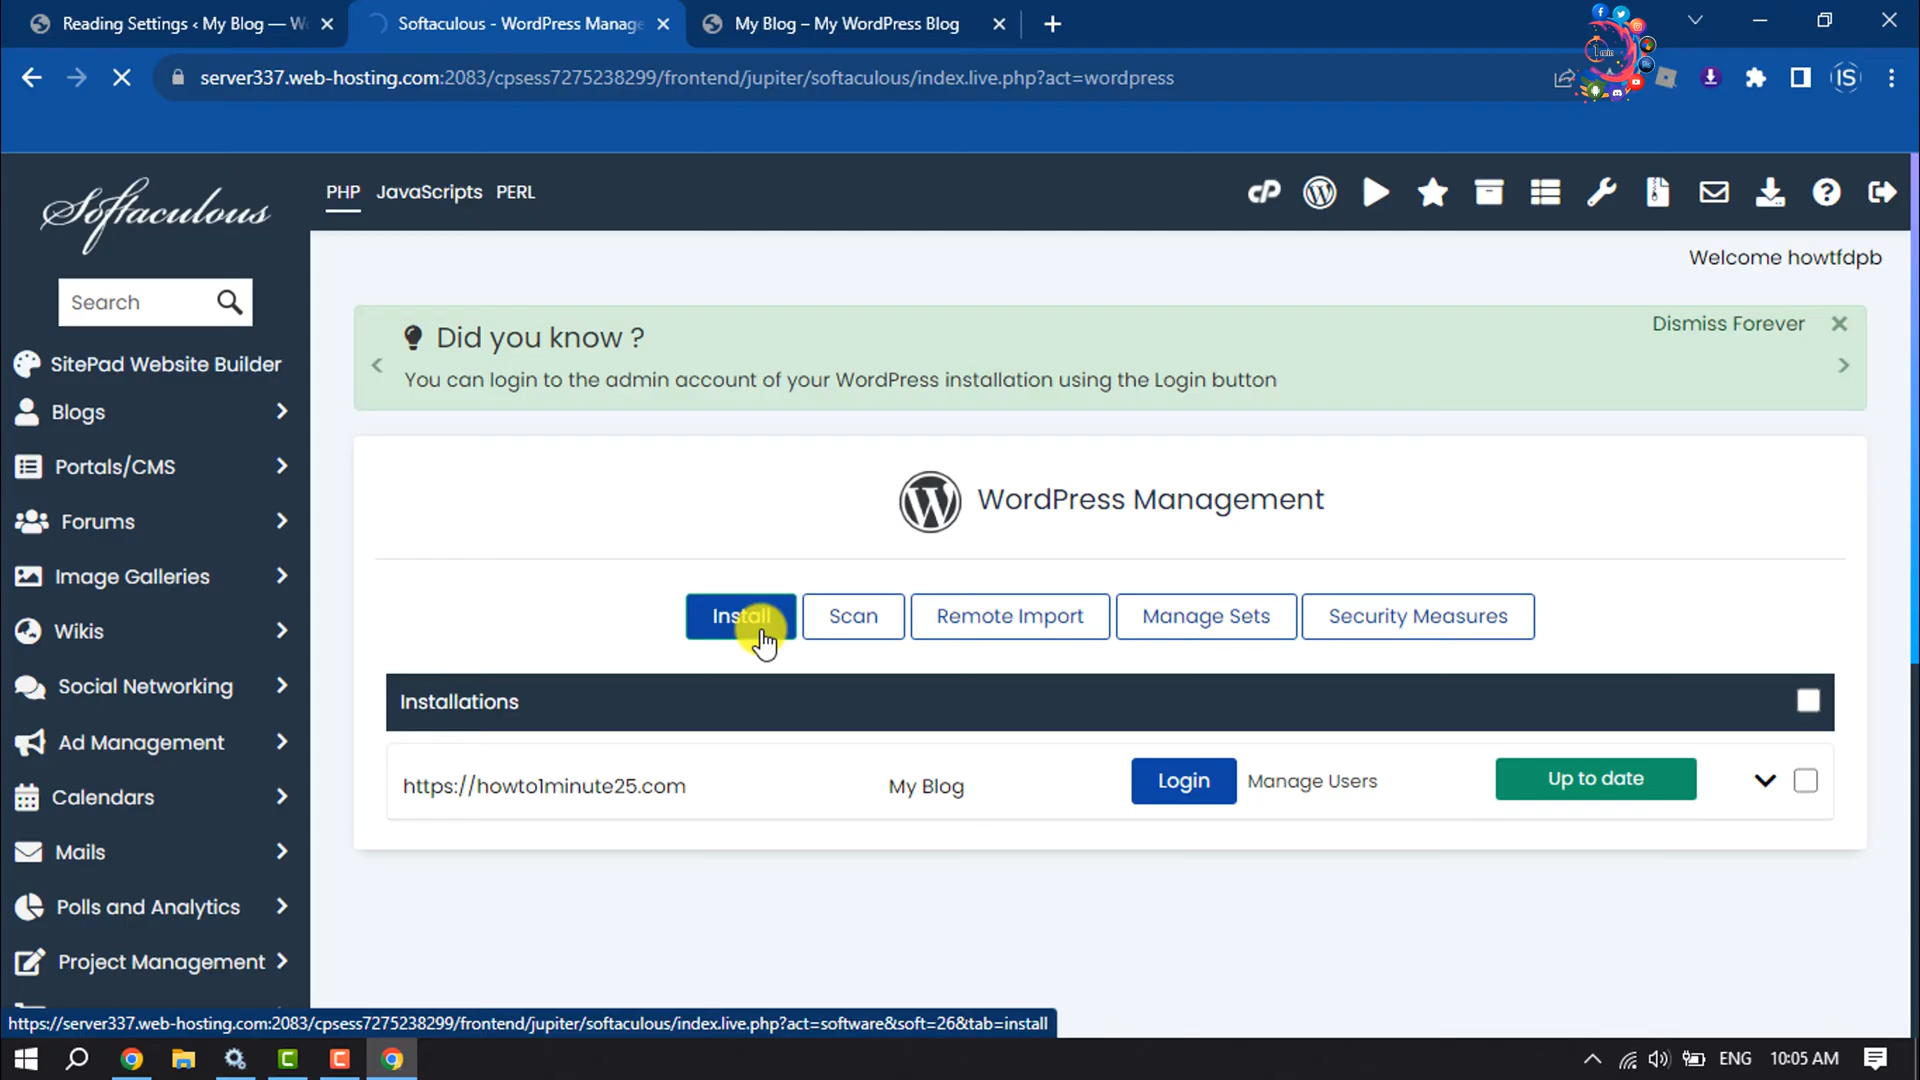 Reading Settings ‹ My Blog — W
Softaculous - WordPress Manage
My Blog – My WordPress Blog
server337.web-hosting.com:2083/cpsess7275238299/frontend/jupiter/softaculous/index.live.php?act=wordpress
IS
Softaculous
PHP JavaScripts PERL
cP
Welcome howtfdpb
Search
Did you know ?
Dismiss Forever
You can login to the admin account of your WordPress installation using the Login button
SitePad Website Builder
Blogs
Portals/CMS
Forums
Image Galleries
Wikis
Social Networking
Ad Management
Calendars
Mails
Polls and Analytics
Project Management
WordPress Management
Install Scan Remote Import Manage Sets Security Measures
Installations
https://howto1minute25.com My Blog Login Manage Users Up to date
https://server337.web-hosting.com:2083/cpsess7275238299/frontend/jupiter/softaculous/index.live.php?act=software&soft=26&tab=install
ENG 10:05 AM